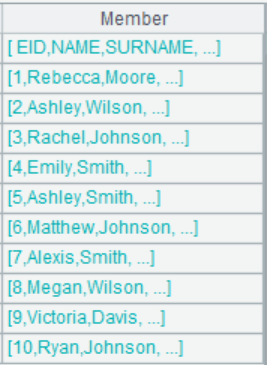 Member
[ EID,NAME,SURNAME, ...]
[1,Rebecca,Moore, ...]
[2,Ashley,Wilson, ...]
[3,Rachel,Johnson, ...]
[4,Emily,Smith, ...]
[5,Ashley,Smith, ...]
[6,Matthew,Johnson, ...]
[7,Alexis,Smith, ...]
[8,Megan,Wilson, ...]
[9,Victoria,Davis, ...]
[10,Ryan,Johnson, ...]